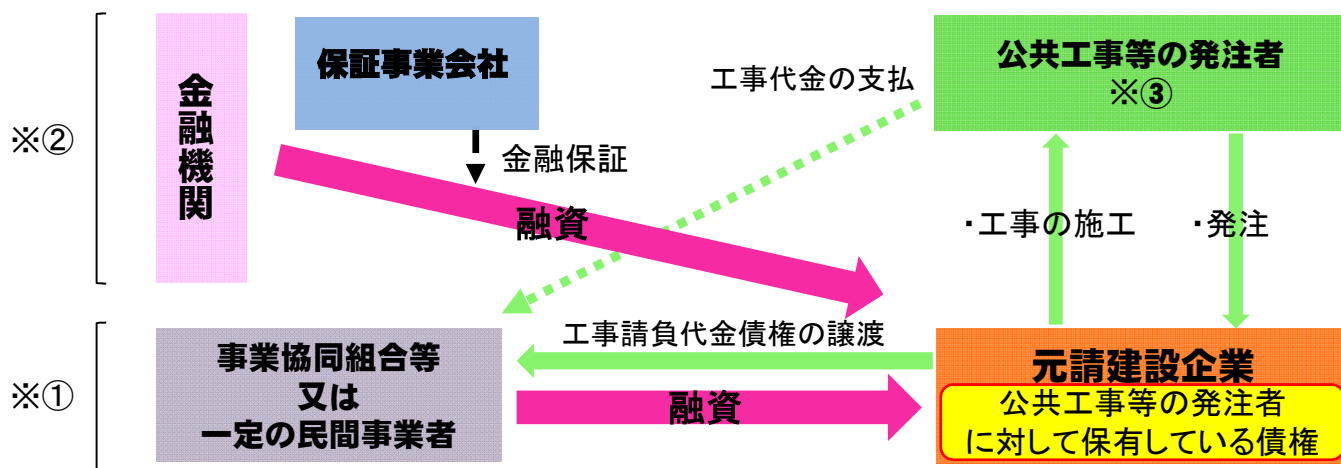 ※②
金融機関
保証事業会社
金融保証
融資
工事代金の支払
公共工事等の発注者
※③
・工事の施工
・発注
※①
事業協同組合等
又は
一定の民間事業者
工事請負代金債権の譲渡
融資
元請建設企業
公共工事等の発注者
に対して保有している債権